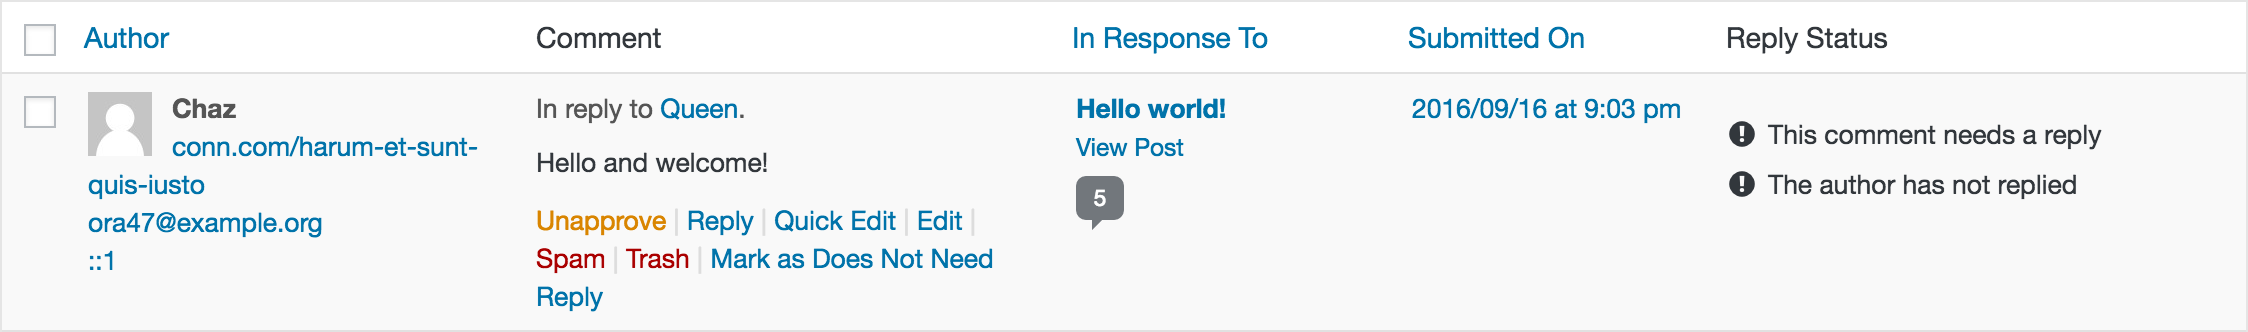 Author Comment In Response To Submitted On Reply Status
Chaz
conn.com/harum-et-sunt-
quis-iusto
ora47@example.org
::1
In reply to Queen.
Hello and welcome!
Unapprove | Reply | Quick Edit | Edit |
Spam | Trash | Mark as Does Not Need
Reply
Hello world!
View Post
5
2016/09/16 at 9:03 pm
This comment needs a reply
The author has not replied